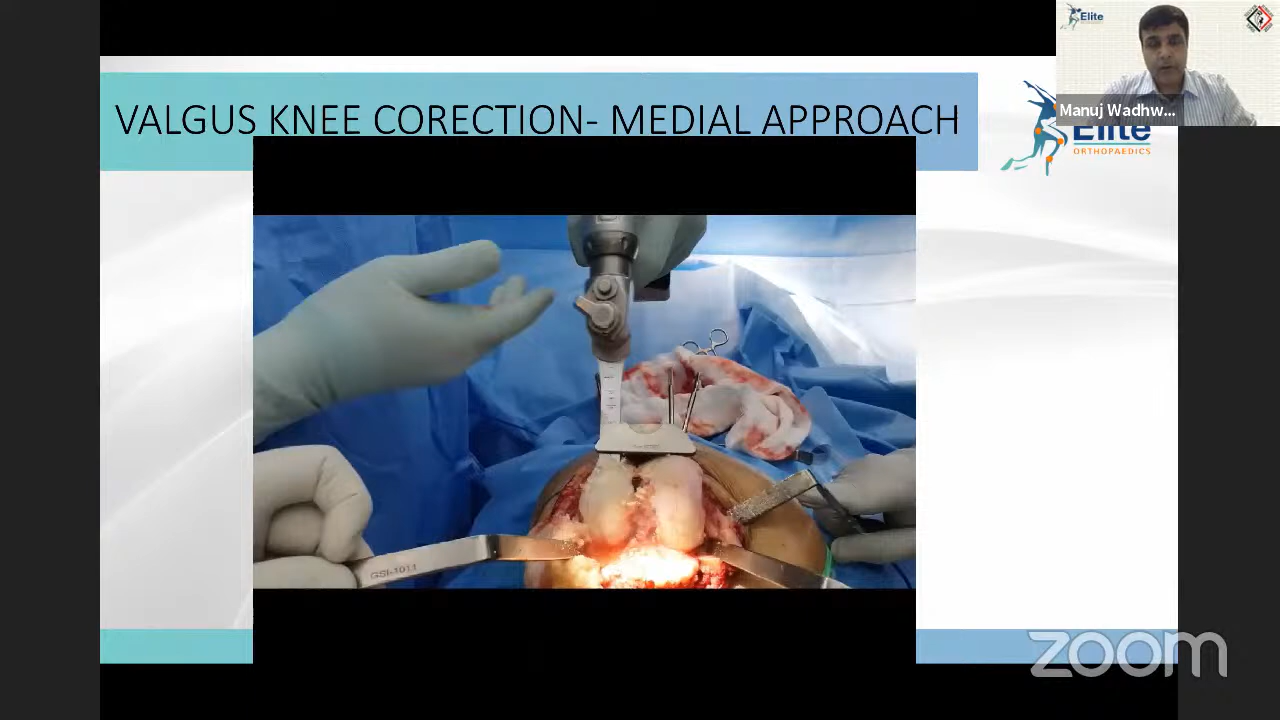 VALGUS KNEE CORECTION- MEDIAL APPROACH
Elite
Manuj Wadhw...
Elite
ORTHOPAEDICS
GSI-1011
zoom